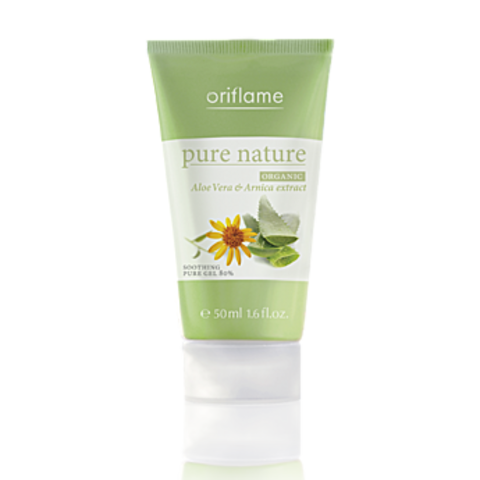 oriflame
pure nature
ORGANIC
Aloe Vera & Arnica extract
SOOTHING
PURE GEL 80%
e 50ml 1.6 fl.oz.